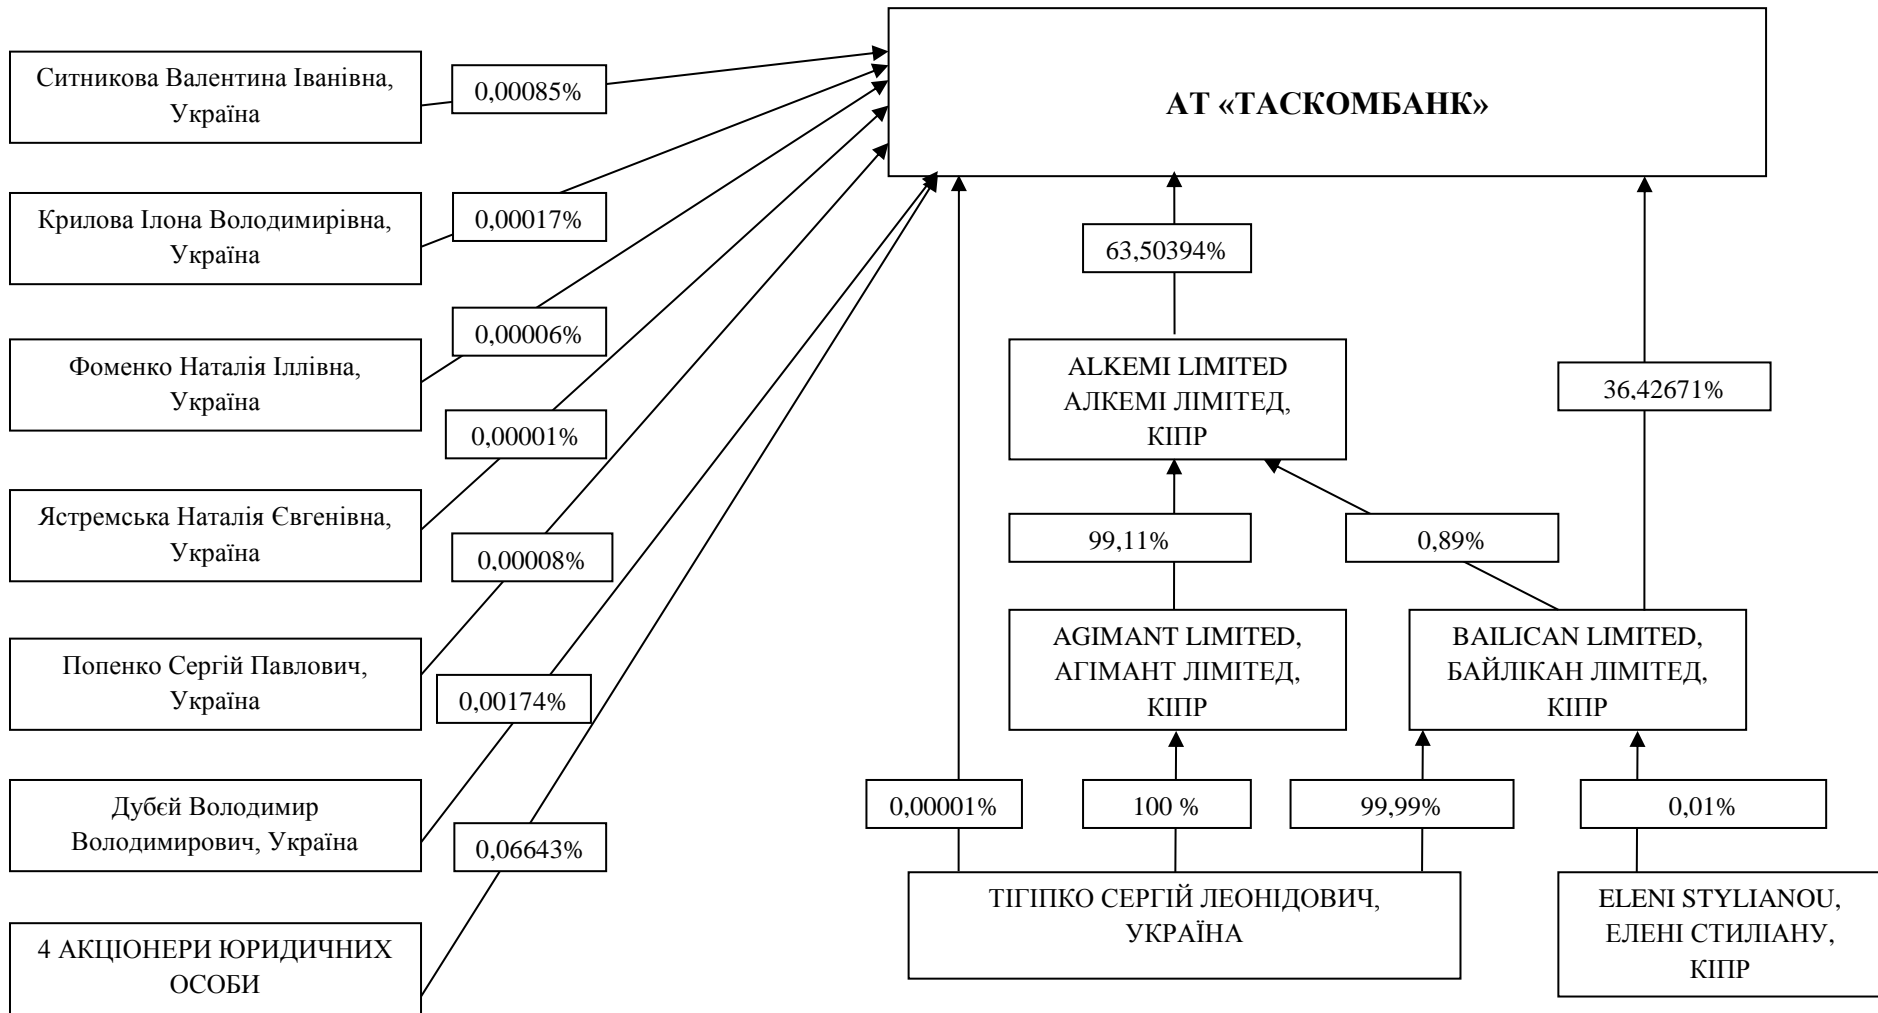 АТ «ТАСКОМБАНК»
Ситникова Валентина Іванівна,
Україна
0,00085%
Крилова Ілона Володимирівна,
Україна
0,00017%
Фоменко Наталія Іллівна,
Україна
0,00006%
Ястремська Наталія Євгенівна,
Україна
0,00001%
Попенко Сергій Павлович,
Україна
0,00008%
Дубєй Володимир
Володимирович, Україна
0,00174%
4 АКЦІОНЕРИ ЮРИДИЧНИХ
ОСОБИ
0,06643%
63,50394%
36,42671%
ALKEMI LIMITED
АЛКЕМІ ЛІМІТЕД,
КІПР
99,11%
0,89%
AGIMANT LIMITED,
АГІМАНТ ЛІМІТЕД,
КІПР
BAILICAN LIMITED,
БАЙЛІКАН ЛІМІТЕД,
КІПР
0,00001%
100 %
99,99%
0,01%
ТІГІПКО СЕРГІЙ ЛЕОНІДОВИЧ,
УКРАЇНА
ELENI STYLIANOU,
ЕЛЕНІ СТИЛІАНУ,
КІПР